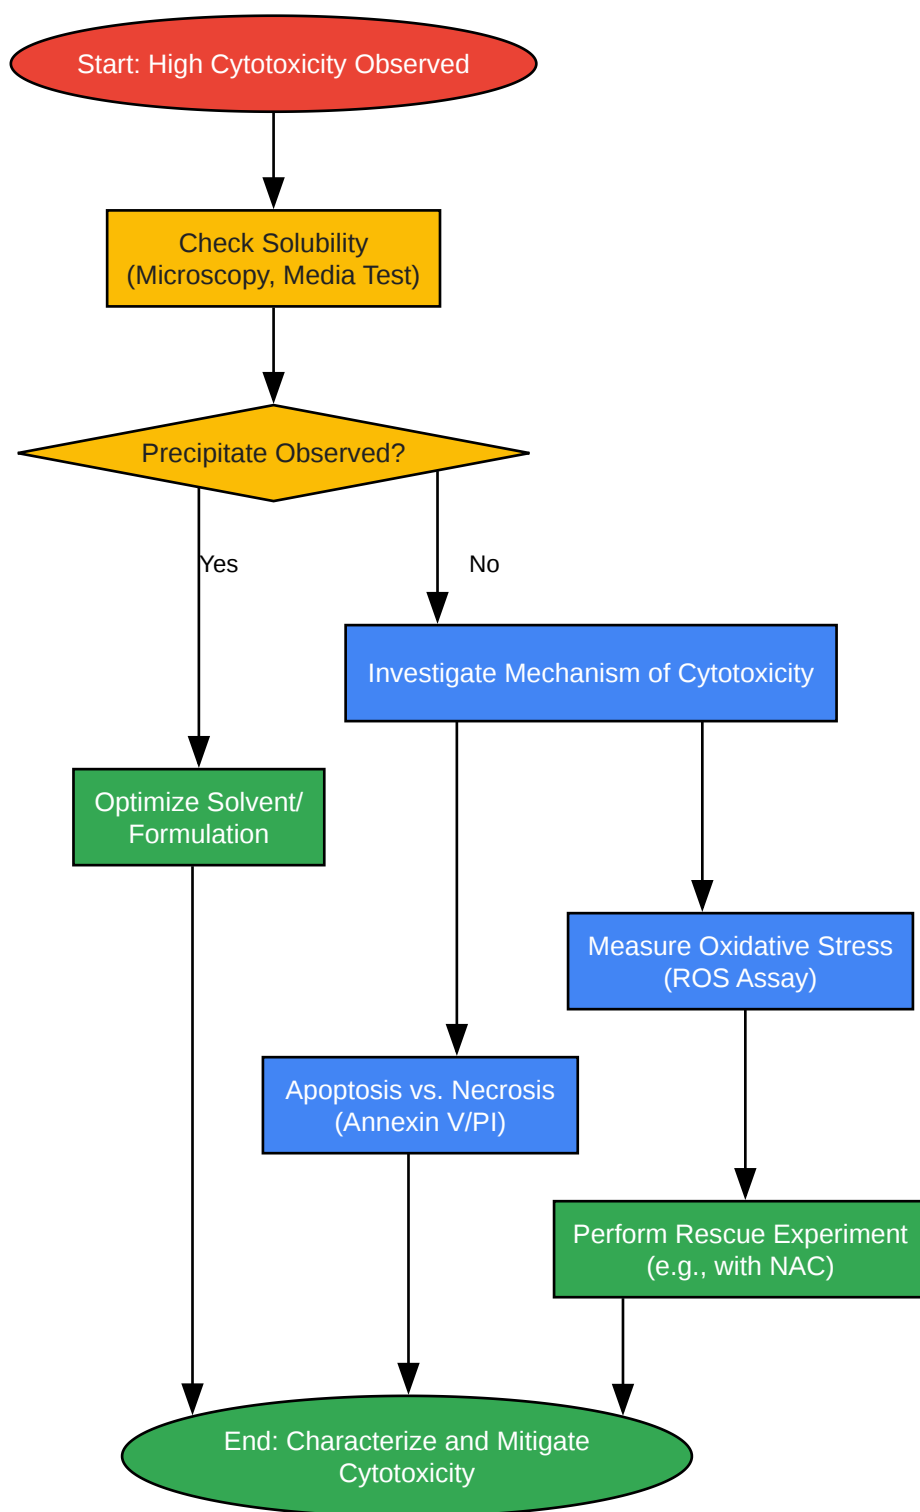 Start: High Cytotoxicity Observed
Check Solubility
(Microscopy, Media Test)
Precipitate Observed?
Yes
No
Investigate Mechanism of Cytotoxicity
Optimize Solvent/
Formulation
Measure Oxidative Stress
(ROS Assay)
Apoptosis vs. Necrosis
(Annexin V/PI)
Perform Rescue Experiment
(e.g., with NAC)
End: Characterize and Mitigate
Cytotoxicity